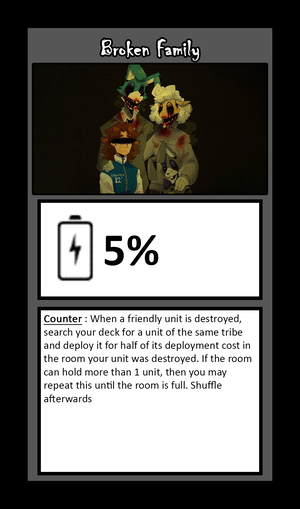 Broken Family
5%
Counter : When a friendly unit is destroyed,
search your deck for a unit of the same tribe
and deploy it for half of its deployment cost in
the room your unit was destroyed. If the room
can hold more than 1 unit, then you may
repeat this until the room is full. Shuffle
afterwards